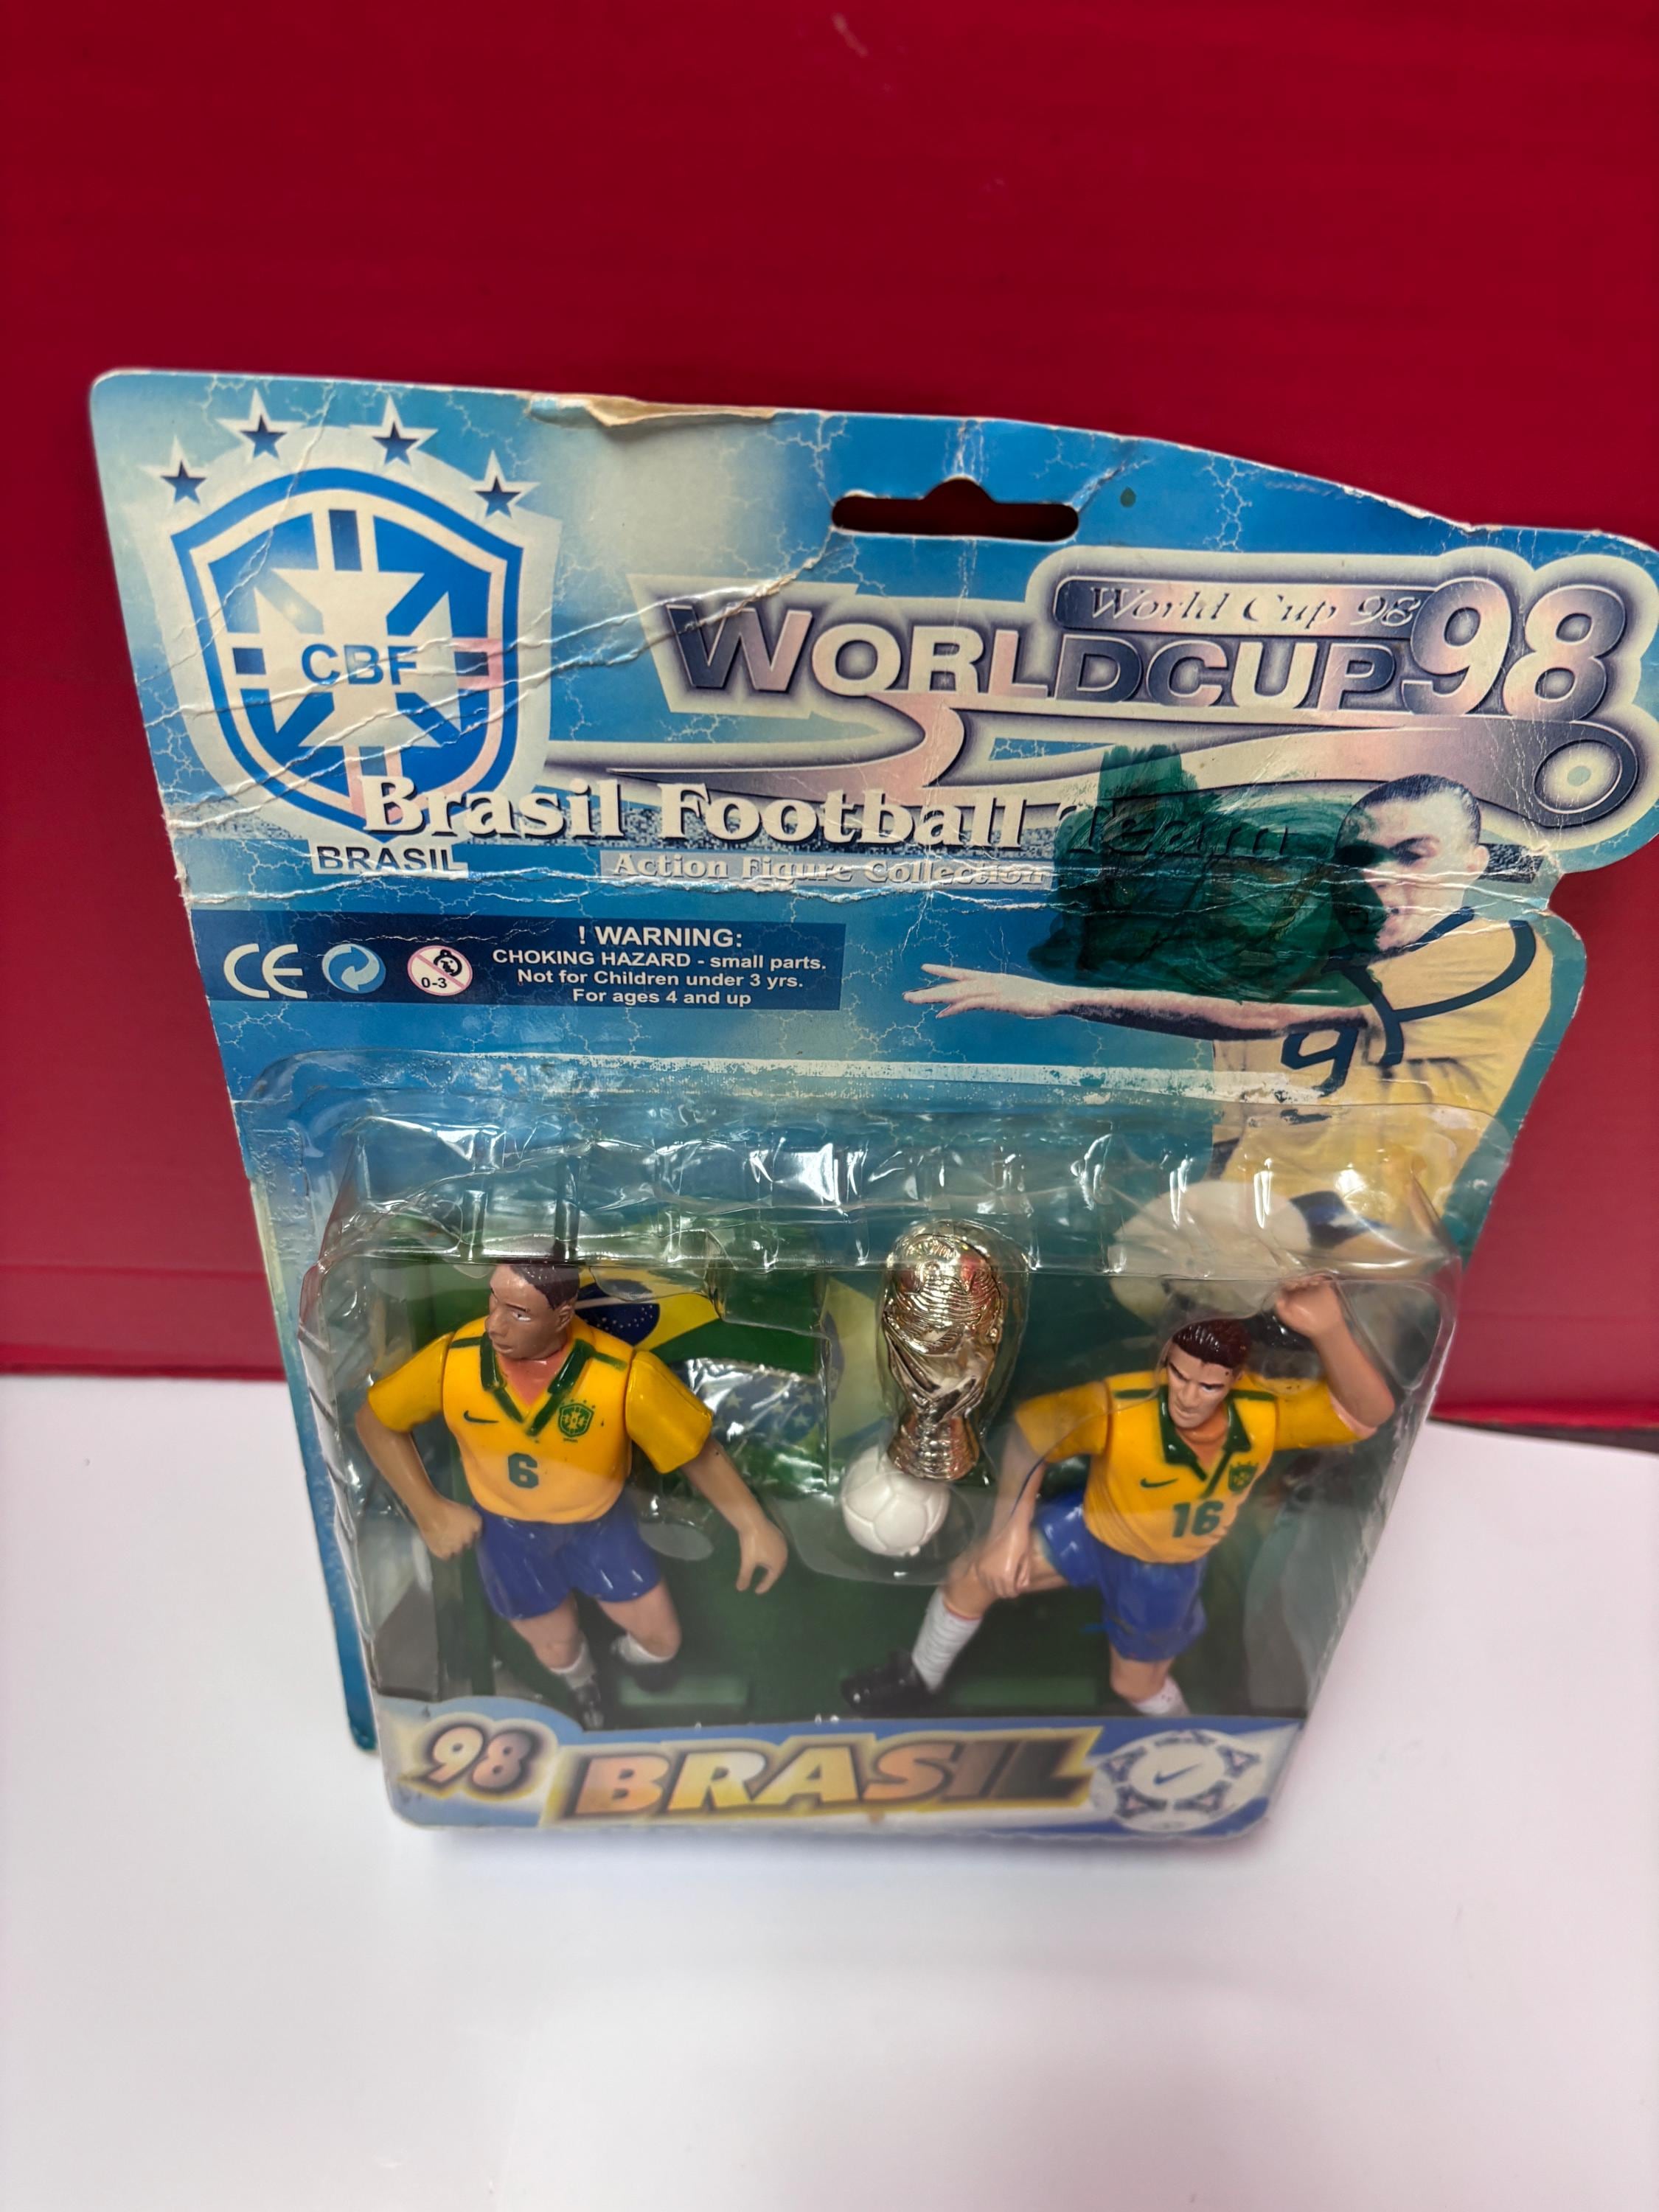 CBF
BRASIL
World Cup 98
WORLDCUP98
Brasil Football Team
Action Figure Collection
CE
0-3
! WARNING:
CHOKING HAZARD - small parts.
Not for Children under 3 yrs.
For ages 4 and up
9
6
16
98 BRASIL